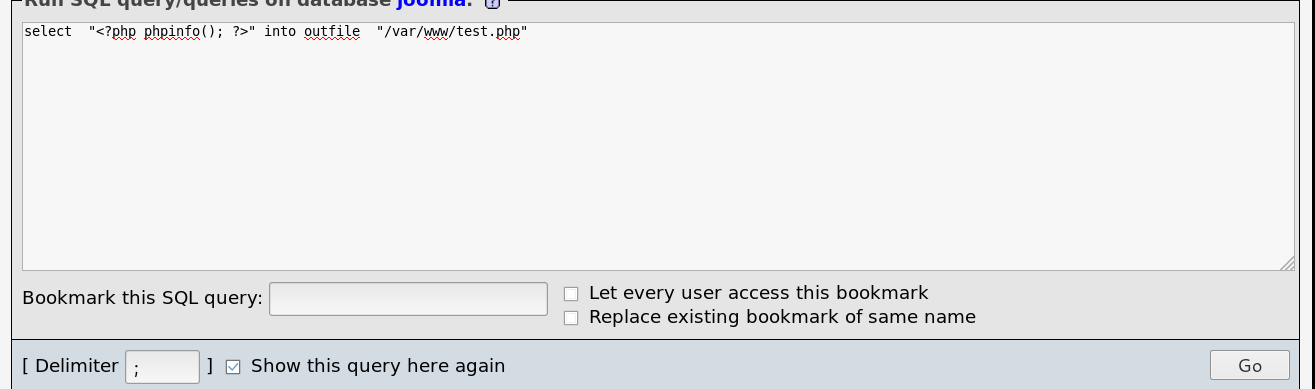 Run SQL query/queries on database joomla:
select  "<?php phpinfo(); ?>" into outfile  "/var/www/test.php"
Bookmark this SQL query:
Let every user access this bookmark
Replace existing bookmark of same name
[ Delimiter ; ] Show this query here again
Go